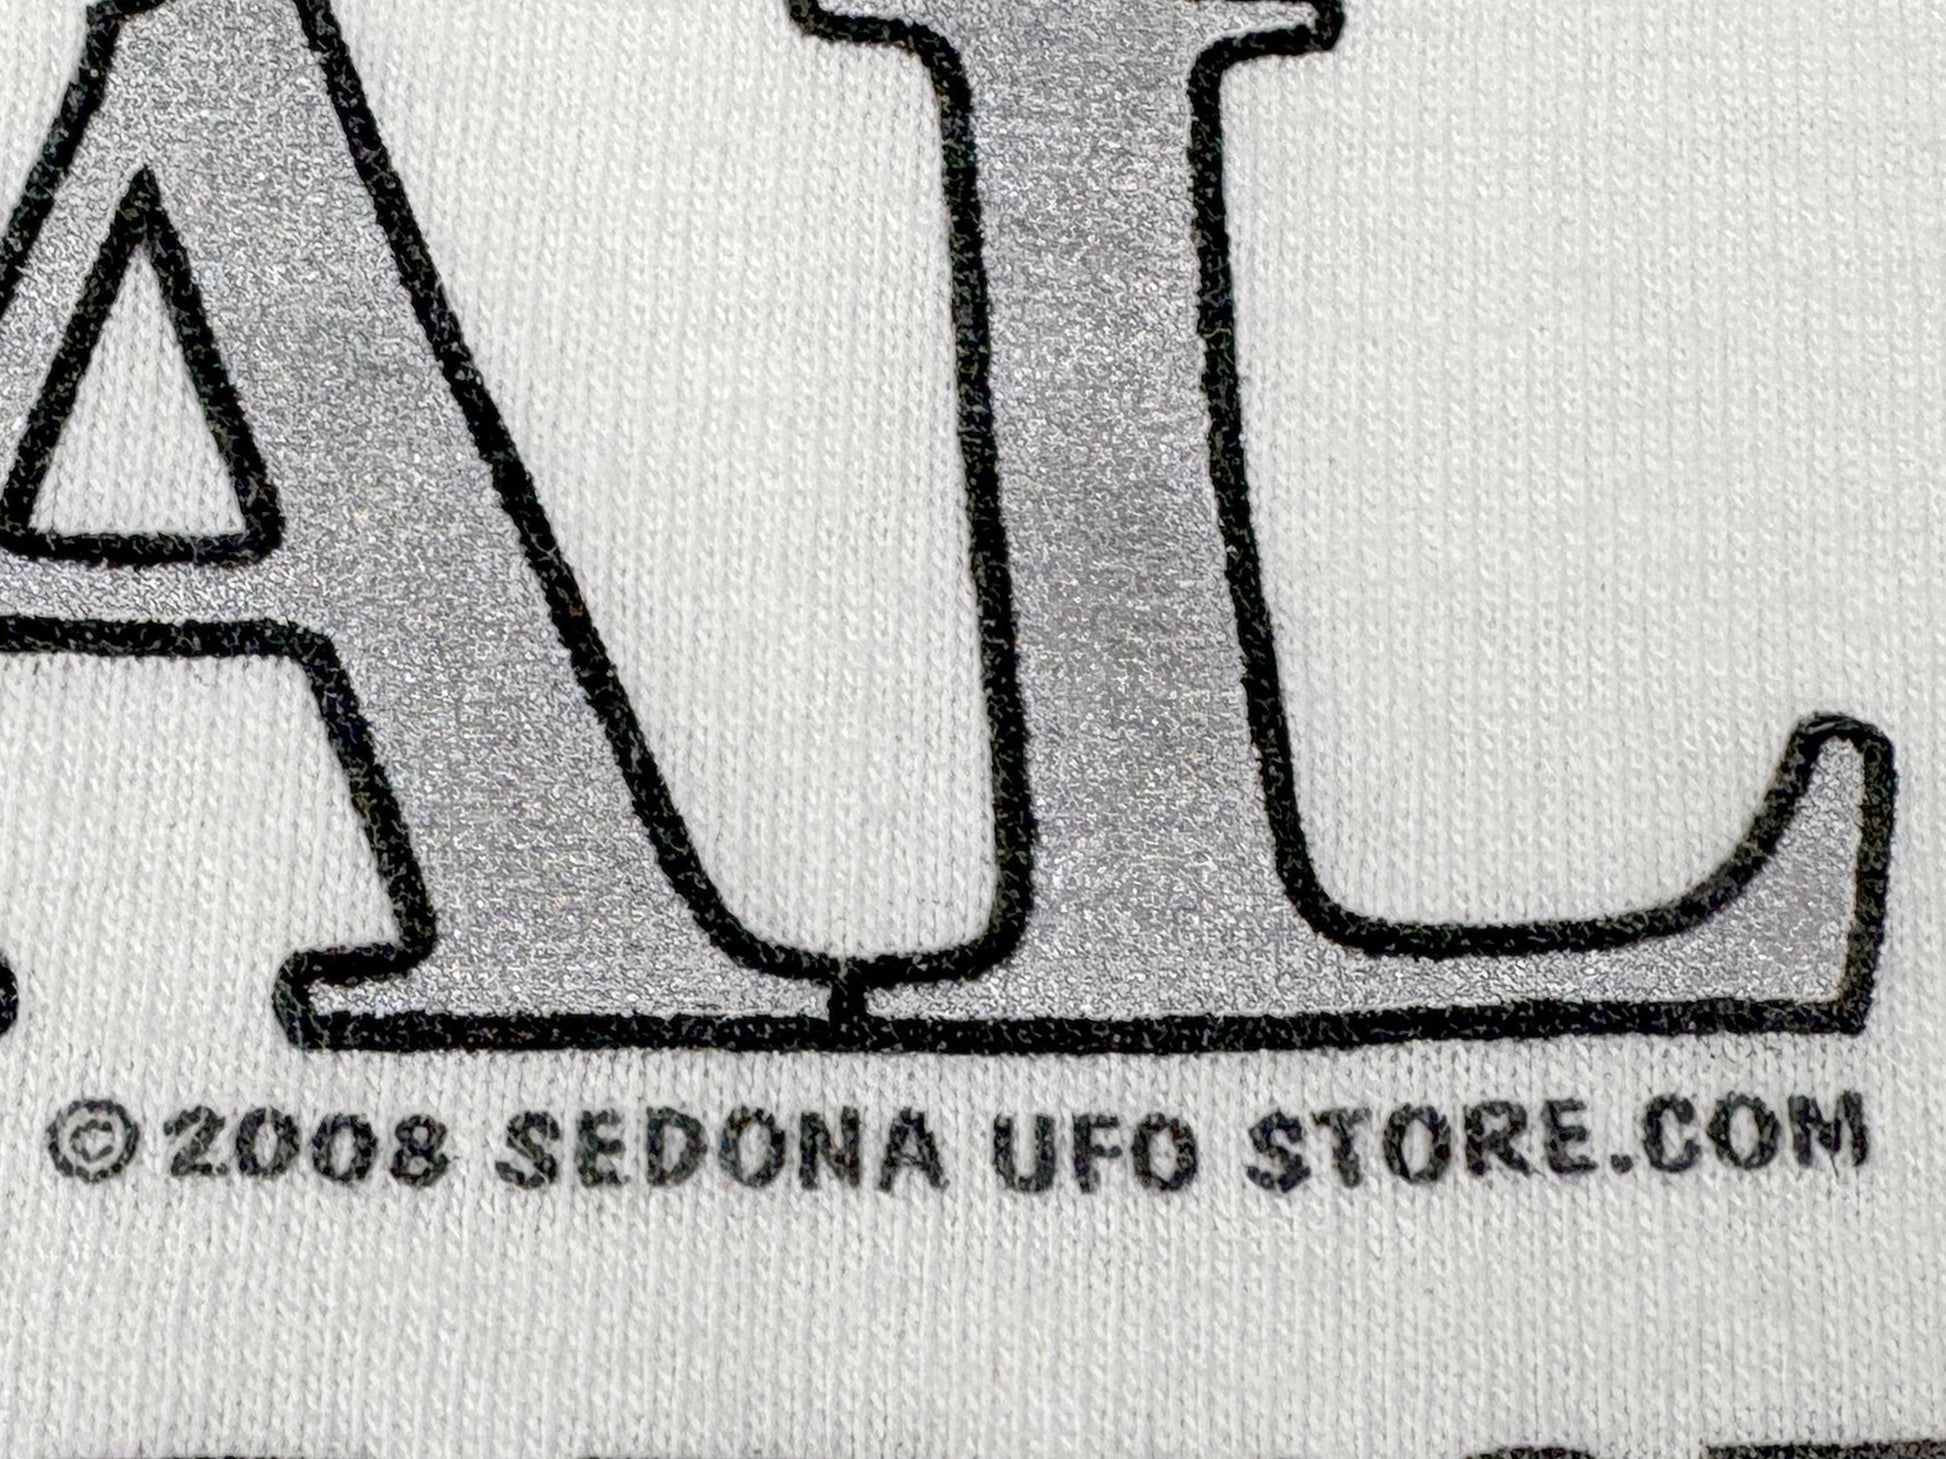 AL
©2008 SEDONA UFO STORE.COM